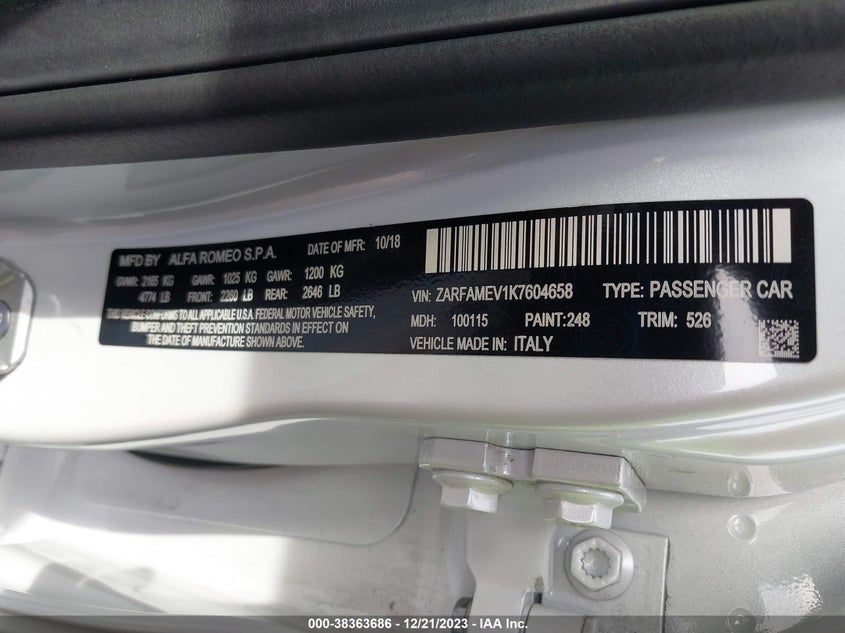 MFD BY ALFA ROMEO S.P.A. DATE OF MFR: 10/18
GVWR: 2165 KG GAWR: 1025 KG GAWR: 1200 KG
4774 LB FRONT: 2260 LB REAR: 2646 LB
THIS VEHICLE CONFORMS TO ALL APPLICABLE U.S.A. FEDERAL MOTOR VEHICLE SAFETY,
BUMPER AND THEFT PREVENTION STANDARDS IN EFFECT ON
THE DATE OF MANUFACTURE SHOWN ABOVE.
VIN: ZARFAMEV1K7604658 TYPE: PASSENGER CAR
MDH: 100115 PAINT:248 TRIM: 526
VEHICLE MADE IN: ITALY
000-38363686 - 12/21/2023 - IAA Inc.